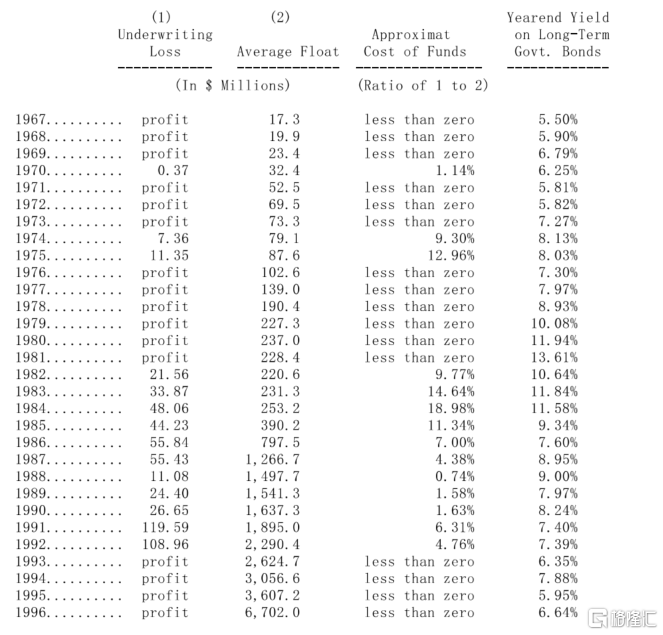 (1) (2) Yearend Yield
Underwriting Approximat on Long-Term
Loss Average Float Cost of Funds Govt. Bonds
(In $ Millions) (Ratio of 1 to 2)
1967.......... profit 17.3 less than zero 5.50%
1968.......... profit 19.9 less than zero 5.90%
1969.......... profit 23.4 less than zero 6.79%
1970.......... 0.37 32.4 1.14% 6.25%
1971.......... profit 52.5 less than zero 5.81%
1972.......... profit 69.5 less than zero 5.82%
1973.......... profit 73.3 less than zero 7.27%
1974.......... 7.36 79.1 9.30% 8.13%
1975.......... 11.35 87.6 12.96% 8.03%
1976.......... profit 102.6 less than zero 7.30%
1977.......... profit 139.0 less than zero 7.97%
1978.......... profit 190.4 less than zero 8.93%
1979.......... profit 227.3 less than zero 10.08%
1980.......... profit 237.0 less than zero 11.94%
1981.......... profit 228.4 less than zero 13.61%
1982.......... 21.56 220.6 9.77% 10.64%
1983.......... 33.87 231.3 14.64% 11.84%
1984.......... 48.06 253.2 18.98% 11.58%
1985.......... 44.23 390.2 11.34% 9.34%
1986.......... 55.84 797.5 7.00% 7.60%
1987.......... 55.43 1,266.7 4.38% 8.95%
1988.......... 11.08 1,497.7 0.74% 9.00%
1989.......... 24.40 1,541.3 1.58% 7.97%
1990.......... 26.65 1,637.3 1.63% 8.24%
1991.......... 119.59 1,895.0 6.31% 7.40%
1992.......... 108.96 2,290.4 4.76% 7.39%
1993.......... profit 2,624.7 less than zero 6.35%
1994.......... profit 3,056.6 less than zero 7.88%
1995.......... profit 3,607.2 less than zero 5.95%
1996.......... profit 6,702.0 less than zero 6.64%
格隆汇